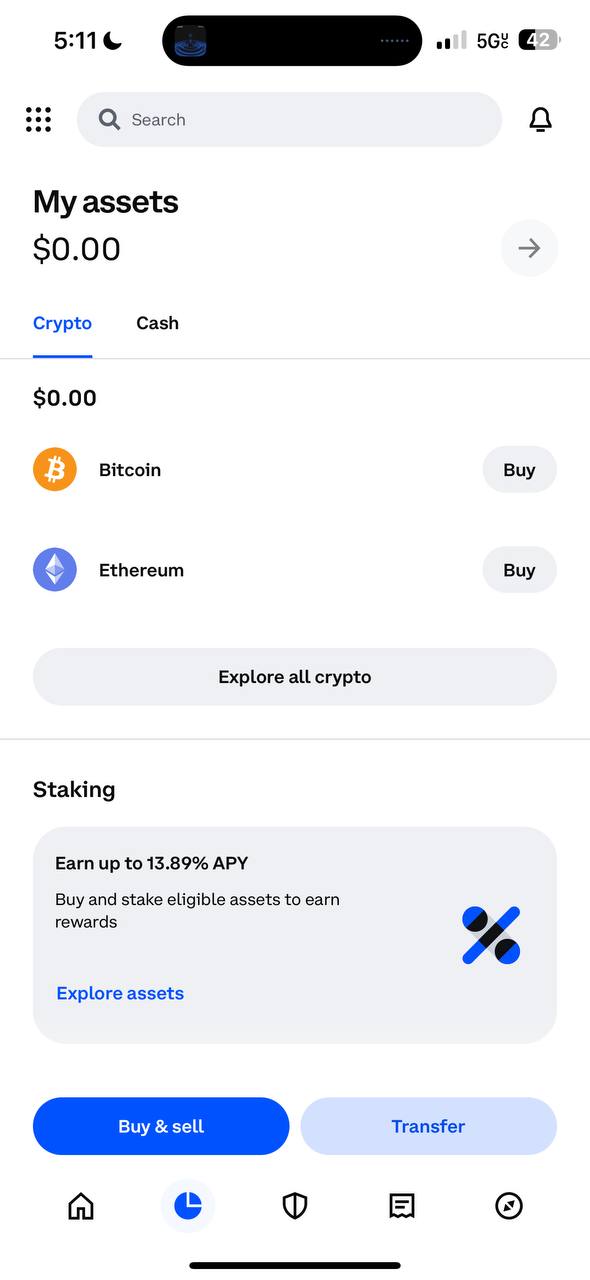 5:11
5G UC
42
Search
My assets
$0.00
Crypto
Cash
$0.00
Bitcoin
Buy
Ethereum
Buy
Explore all crypto
Staking
Earn up to 13.89% APY
Buy and stake eligible assets to earn
rewards
Explore assets
Buy & sell
Transfer